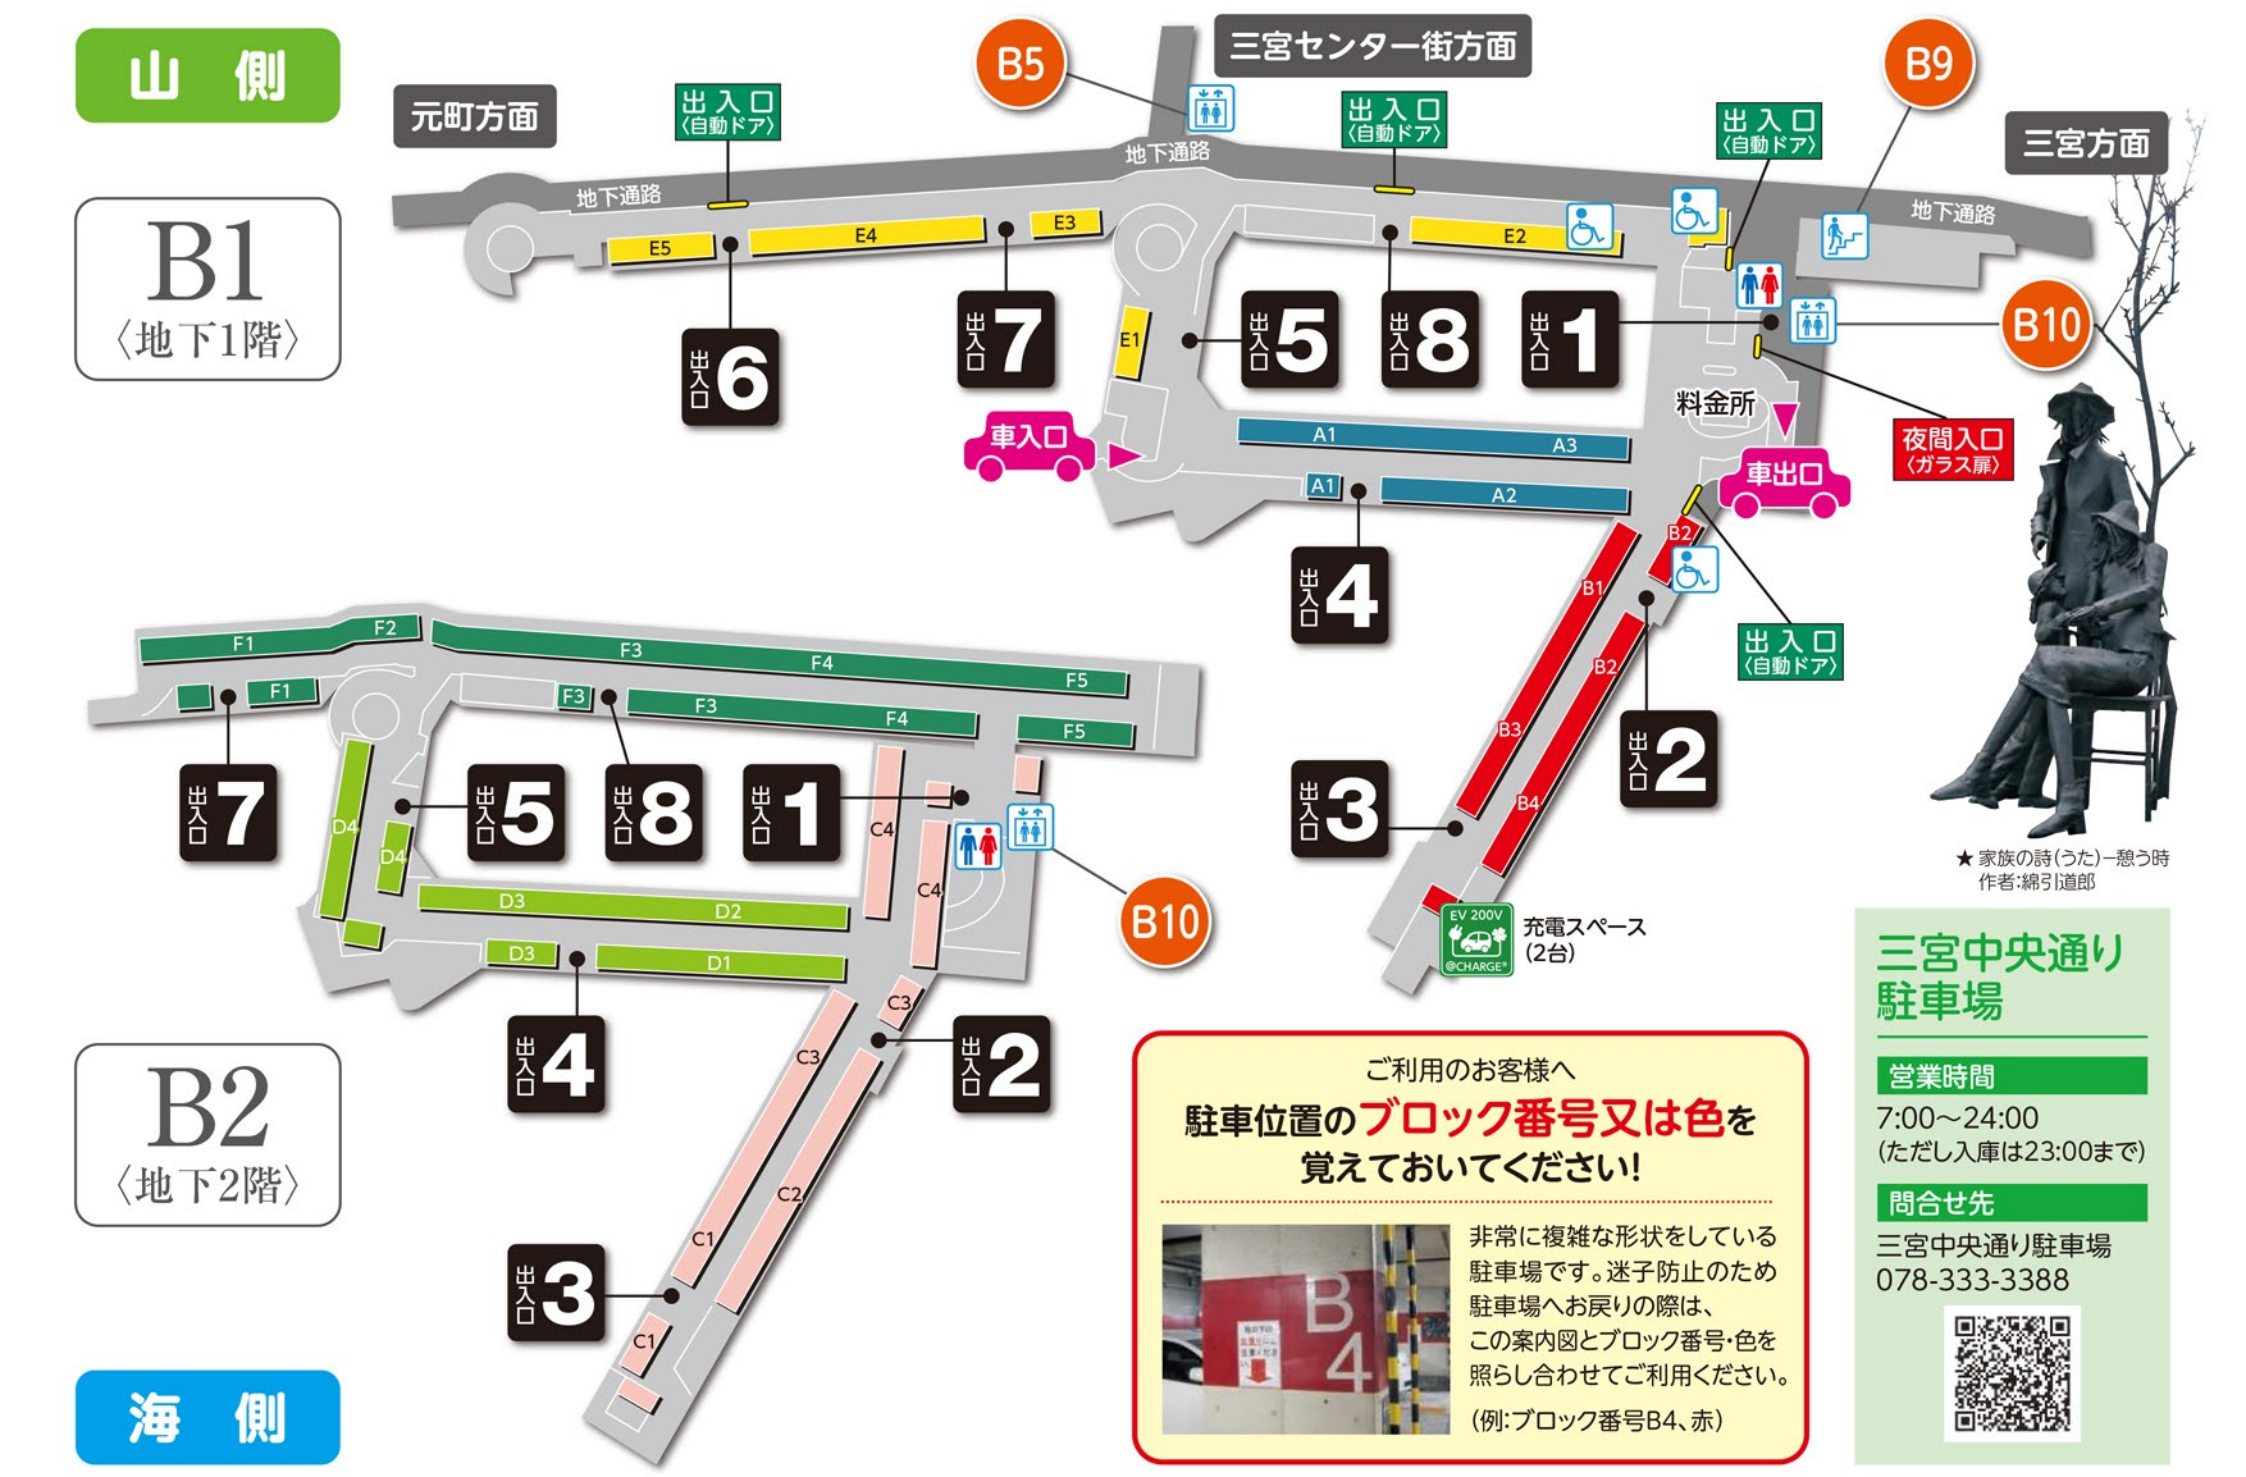 山側
B1
〈地下1階〉
元町方面
出入口
〈自動ドア〉
B5
三宮センター街方面
出入口
〈自動ドア〉
出入口
〈自動ドア〉
B9
三宮方面
地下通路
地下通路
地下通路
E5
E4
E3
E2
E1
出入口6
出入口7
出入口5
出入口8
出入口1
B10
料金所
夜間入口
〈ガラス扉〉
車入口
車出口
A1
A3
A1
A2
出入口4
B2
B1
B2
B3
B4
出入口
〈自動ドア〉
出入口2
出入口3
EV 200V
@CHARGE®
充電スペース
(2台)
★家族の詩(うた)−憩う時
作者:綿引道郎
F1
F2
F3
F4
F5
F1
F3
F3
F4
F5
出入口7
出入口5
出入口8
出入口1
D4
D4
C4
C4
B10
D3
D2
D3
D1
出入口4
C3
C3
出入口2
C2
C1
出入口3
C1
B2
〈地下2階〉
海側
ご利用のお客様へ
駐車位置のブロック番号又は色を
覚えておいてください!
B
4
非常に複雑な形状をしている
駐車場です。迷子防止のため
駐車場へお戻りの際は、
この案内図とブロック番号・色を
照らし合わせてご利用ください。
(例:ブロック番号B4、赤)
三宮中央通り
駐車場
営業時間
7:00〜24:00
(ただし入庫は23:00まで)
問合せ先
三宮中央通り駐車場
078-333-3388